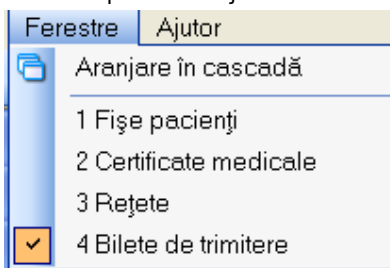 Ferestre Ajutor
Aranjare în cascadă
1 Fişe pacienţi
2 Certificate medicale
3 Reţete
4 Bilete de trimitere